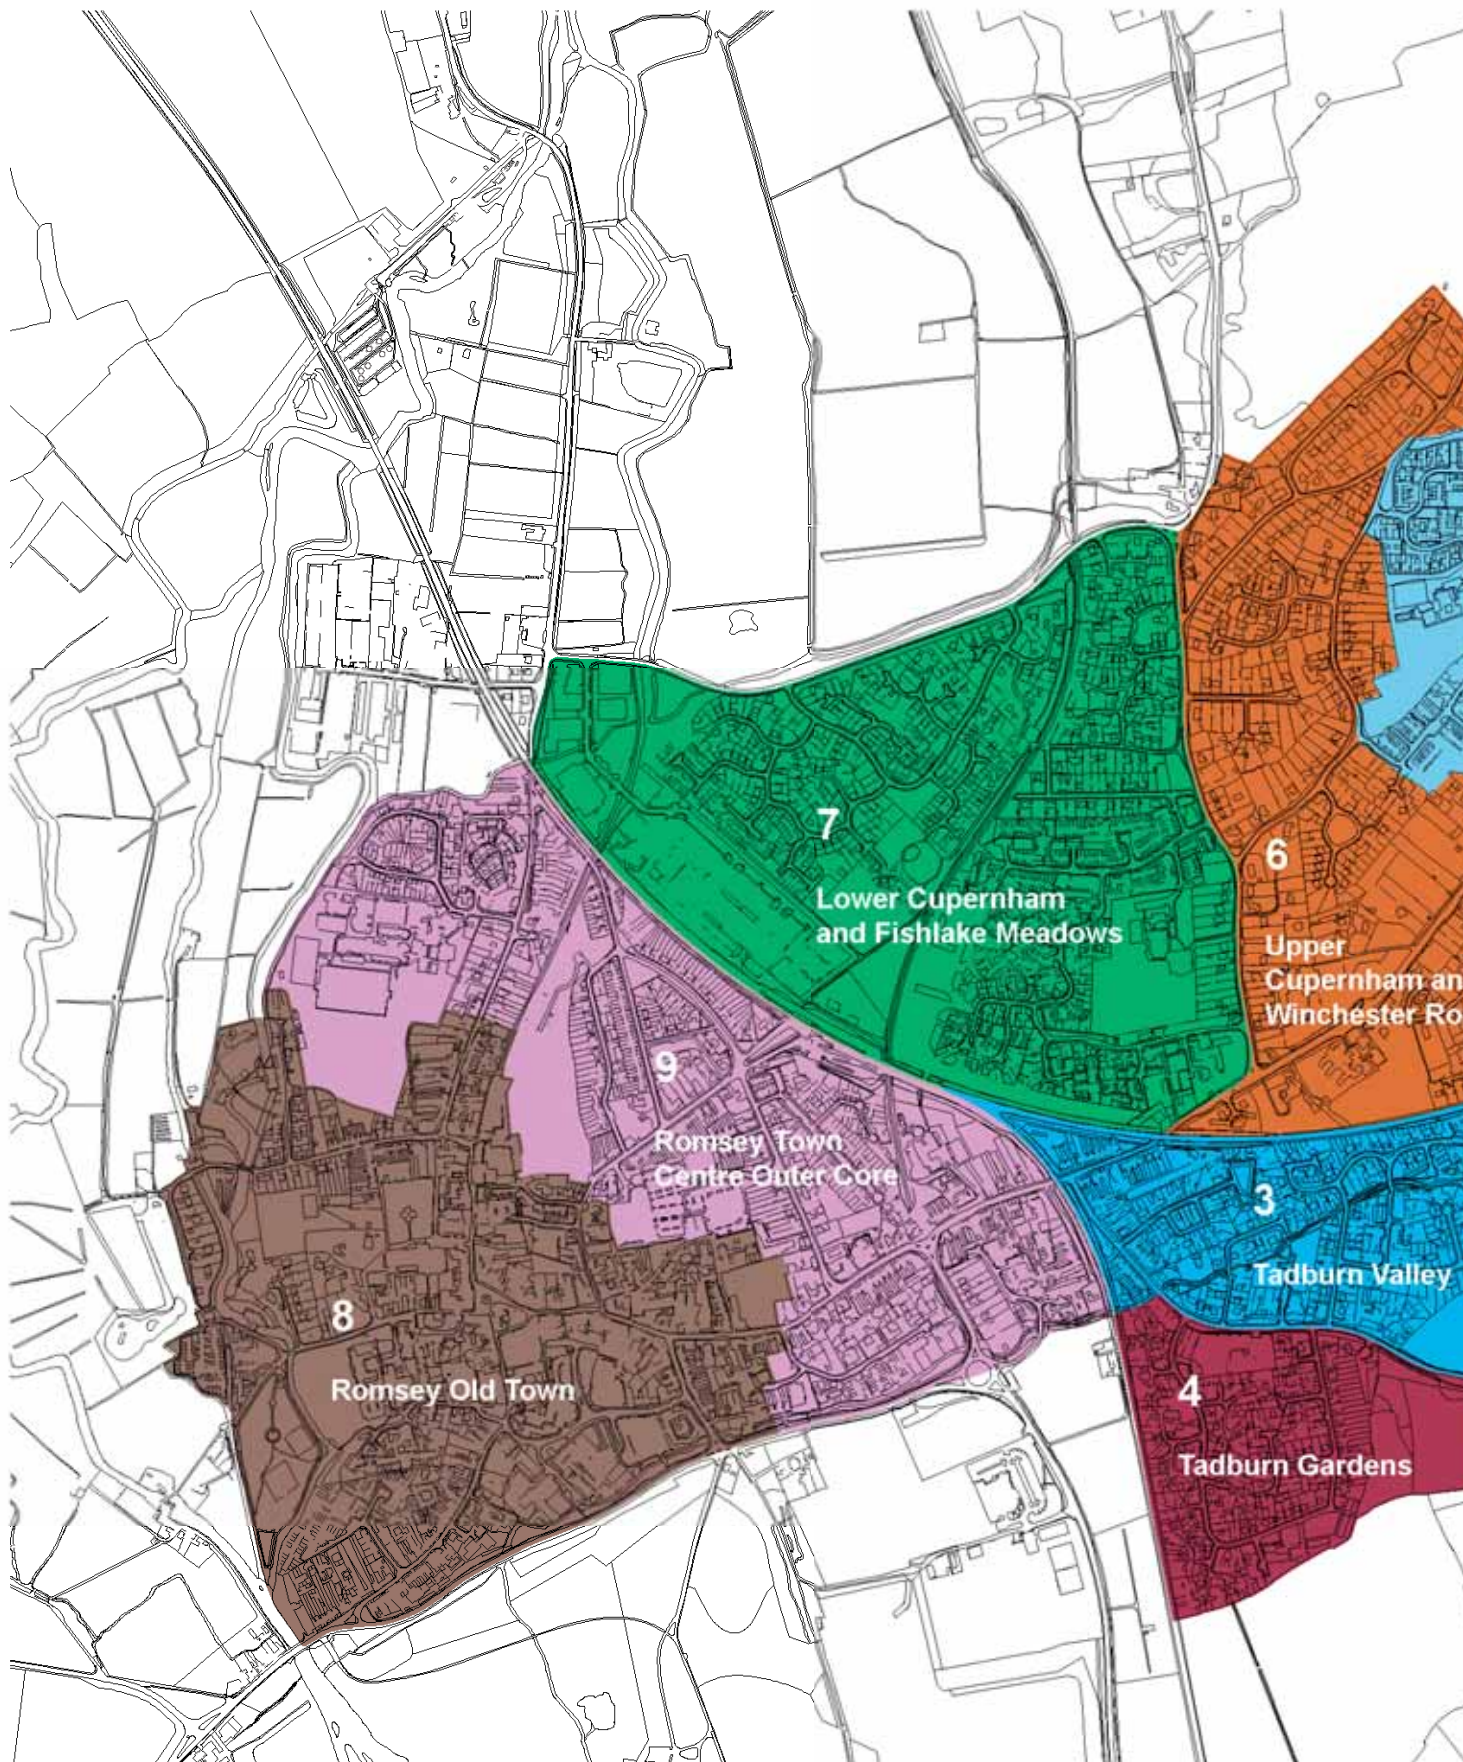 7
Lower Cupernham
and Fishlake Meadows
6
Upper
Cupernham an
Winchester Ro
9
Romsey Town
Centre Outer Core
3
Tadburn Valley
8
Romsey Old Town
4
Tadburn Gardens